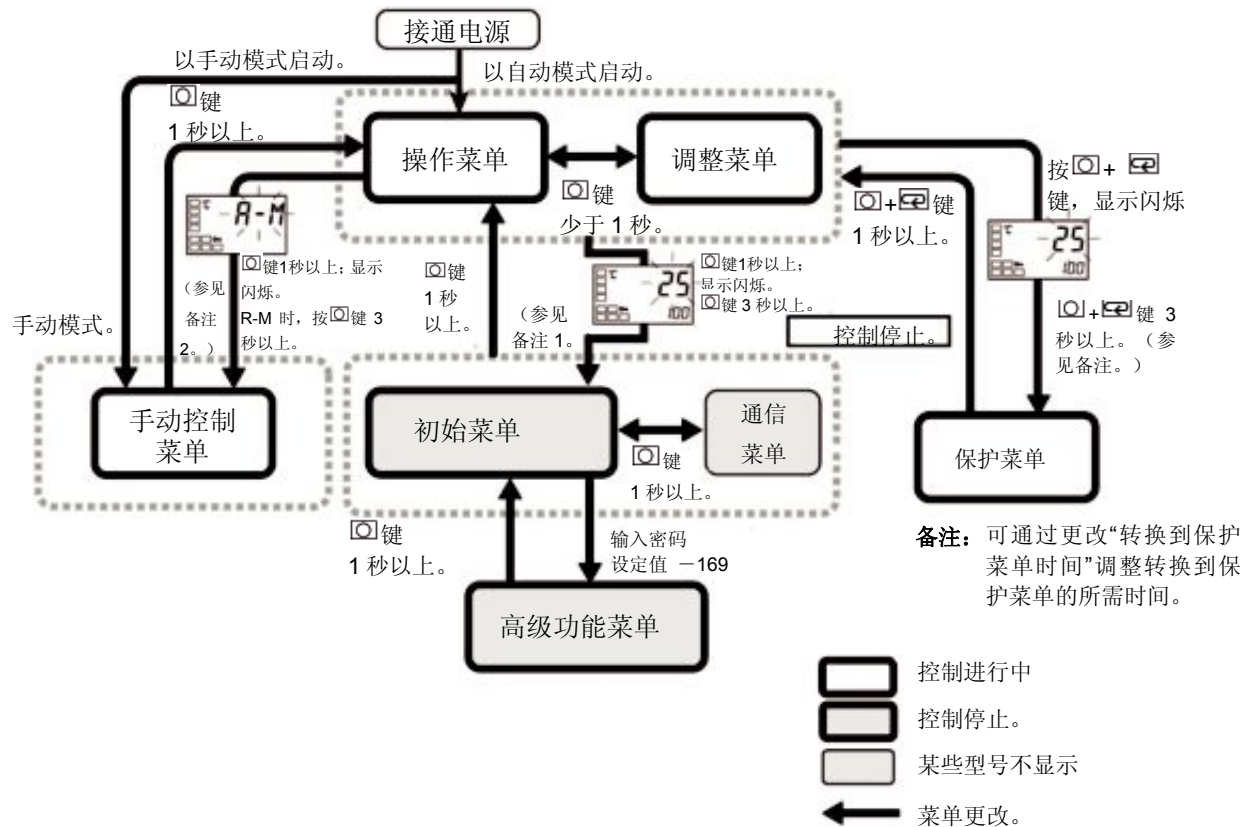 接通电源
以手动模式启动。
以自动模式启动。
键
1 秒以上。
操作菜单
调整菜单
键
少于 1 秒。
A-M
键1秒以上；显示
闪烁。
R-M 时，按键 3
秒以上。
（参见
备注
2。）
手动模式。
键
1 秒
以上。
（参见
备注 1。
25
100
键1秒以上；
显示闪烁。
键 3 秒以上。
控制停止。
+键
1 秒以上。
按+
键，显示闪烁
25
100
+键 3
秒以上。（参
见备注。）
手动控制
菜单
初始菜单
通信
菜单
键
1 秒以上。
保护菜单
键
1 秒以上。
输入密码
设定值 －169
高级功能菜单
备注：可通过更改“转换到保护
菜单时间”调整转换到保
护菜单的所需时间。
控制进行中
控制停止。
某些型号不显示
菜单更改。